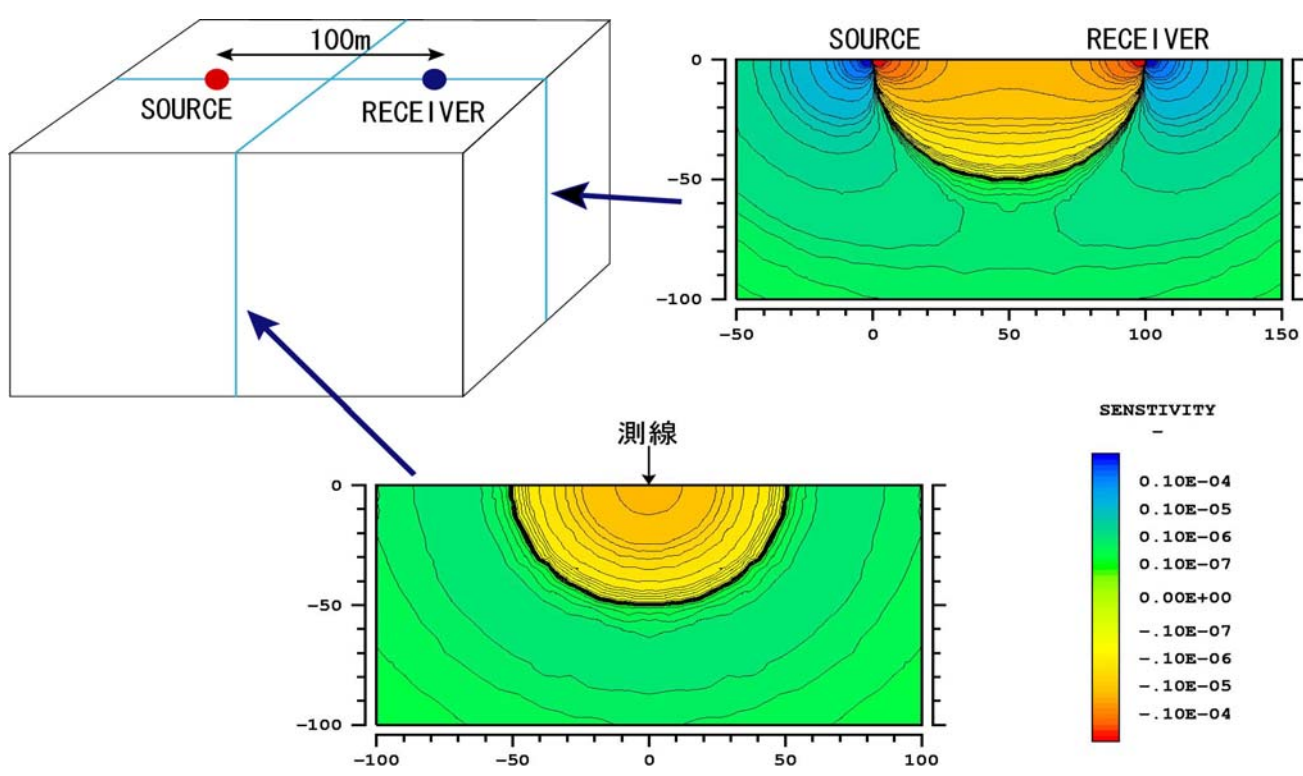 100m
SOURCE
RECEIVER
SOURCE RECEIVER
0
-50
-100
-50 0 50 100 150
測線
0
-50
-100
-100 -50 0 50 100
SENSTIVITY
-
0.10E-04
0.10E-05
0.10E-06
0.10E-07
0.00E+00
-.10E-07
-.10E-06
-.10E-05
-.10E-04